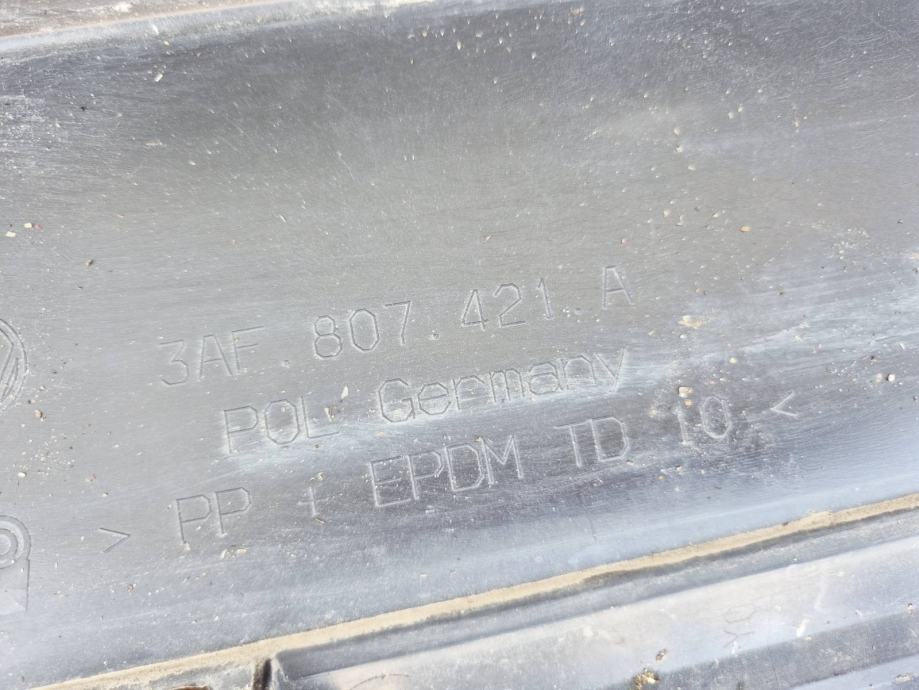 3AF.807.421.A
POL Germany
> PP + EPDM TD 10 <